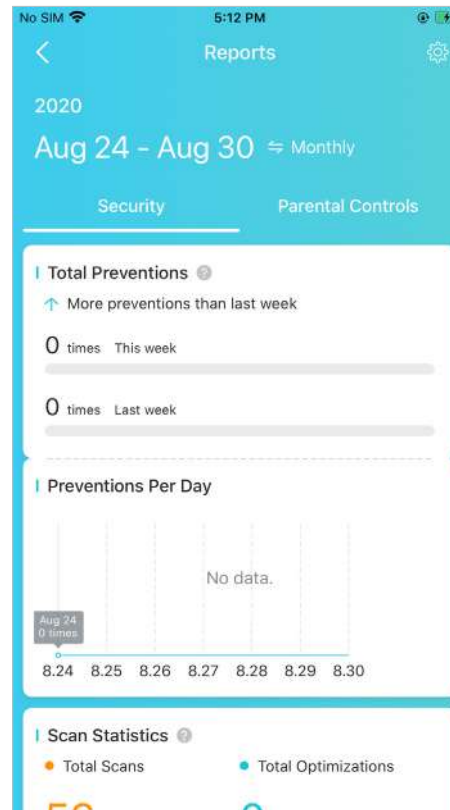 No SIM 5:12 PM
Reports
2020
Aug 24 - Aug 30 ⇋ Monthly
Security Parental Controls
Total Preventions
↑ More preventions than last week
0 times This week
0 times Last week
Preventions Per Day
No data.
Aug 24
0 times
8.24 8.25 8.26 8.27 8.28 8.29 8.30
Scan Statistics
Total Scans Total Optimizations